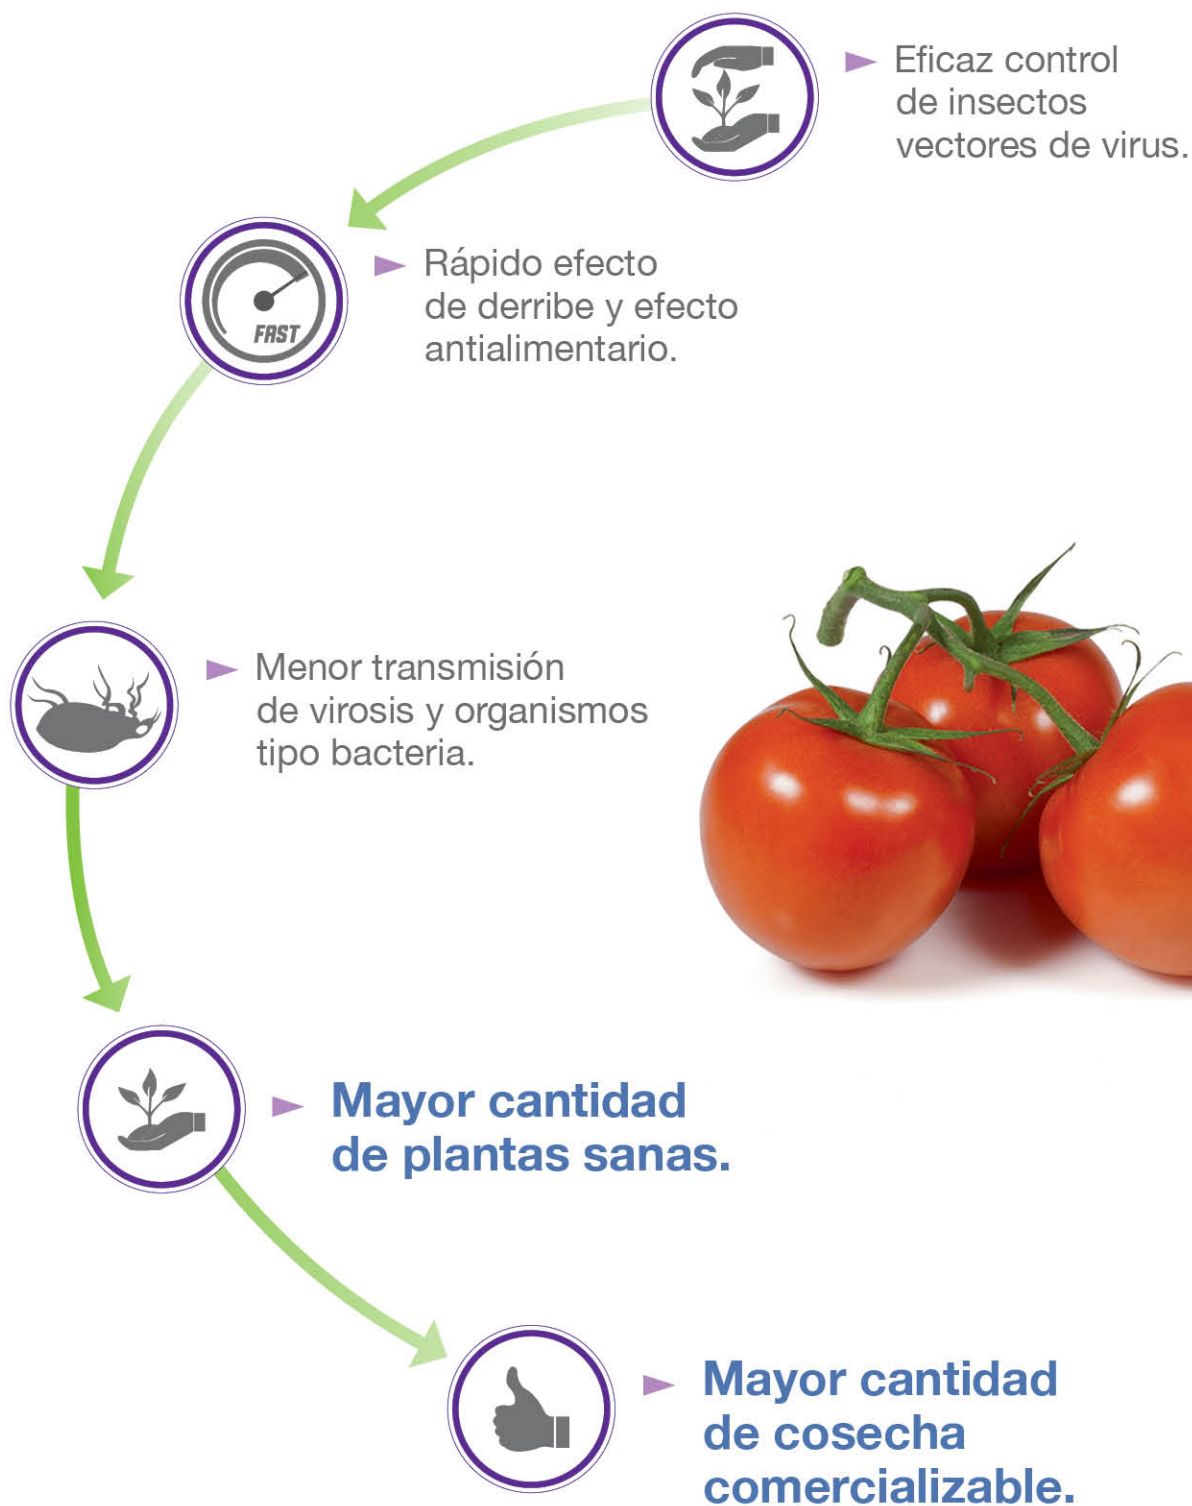 Eficaz control
de insectos
vectores de virus.
Rápido efecto
de derribe y efecto
antialimentario.
FAST
Menor transmisión
de virosis y organismos
tipo bacteria.
Mayor cantidad
de plantas sanas.
Mayor cantidad
de cosecha
comercializable.